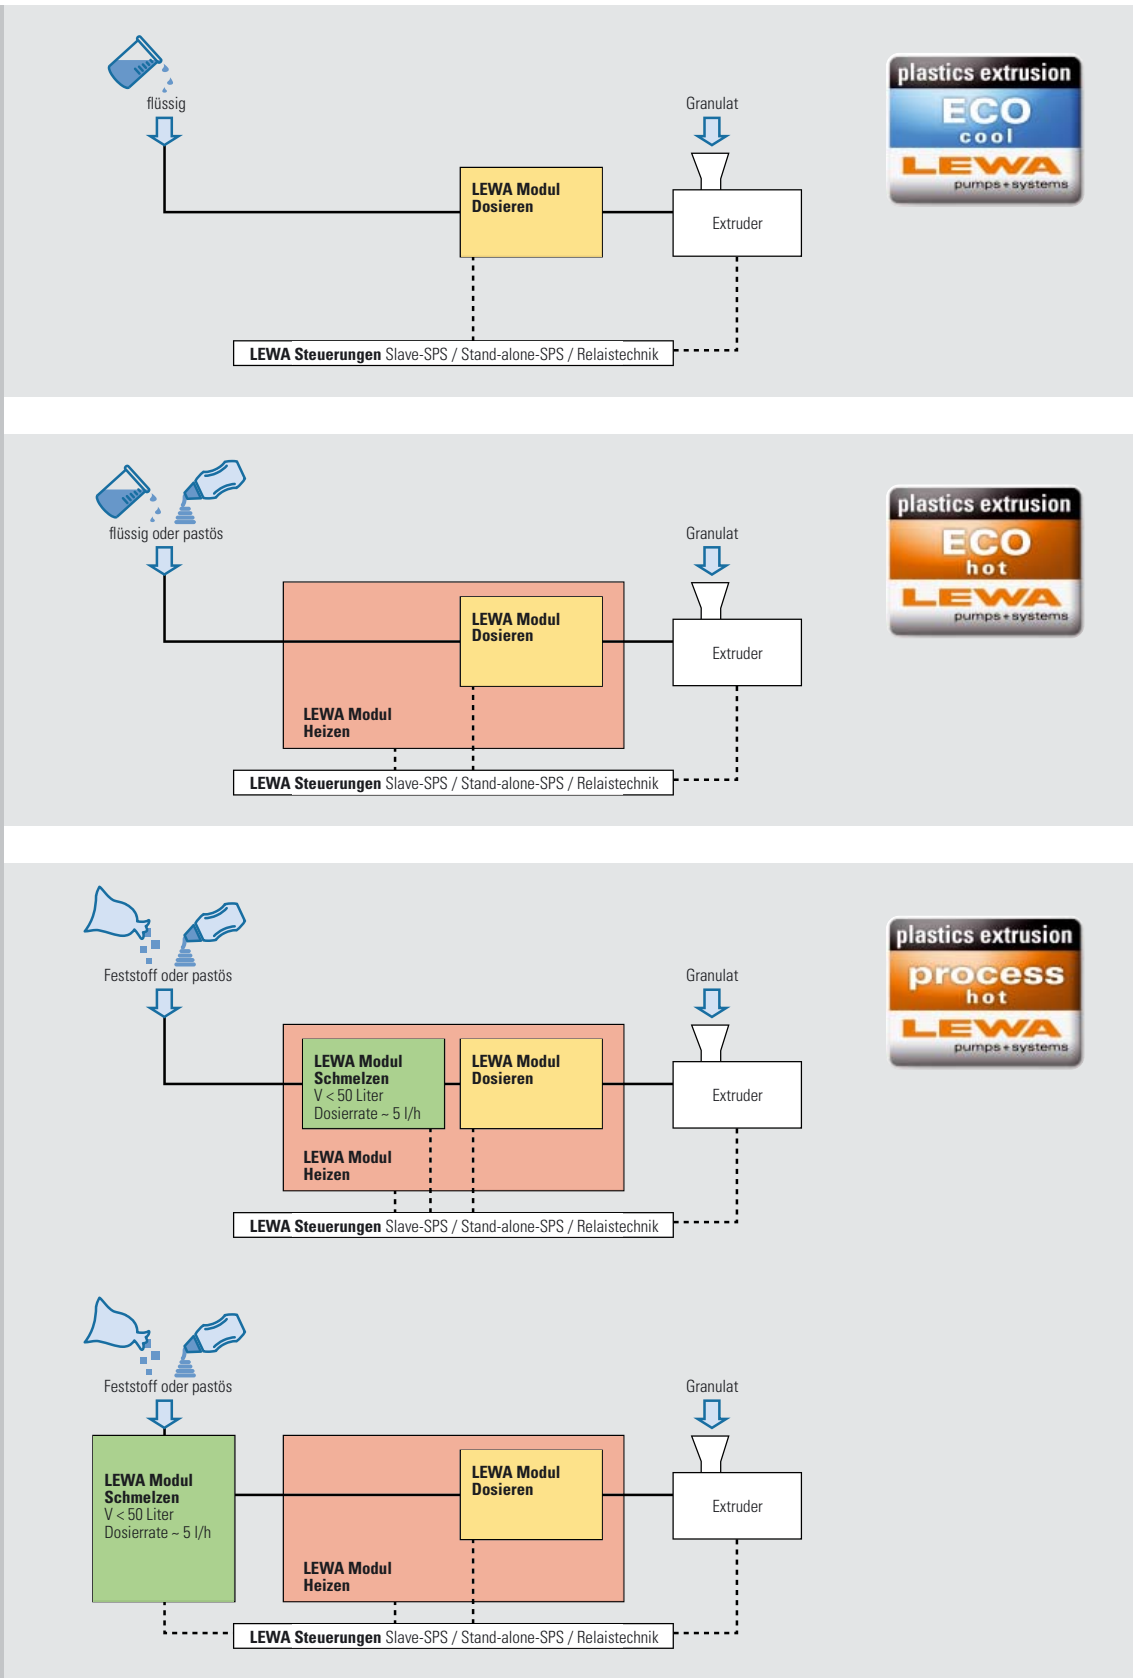 flüssig
Granulat
plastics extrusion
ECO
cool
LEWA
pumps+systems
LEWA Modul
Dosieren
Extruder
LEWA Steuerungen Slave-SPS / Stand-alone-SPS / Relaistechnik
flüssig oder pastös
Granulat
plastics extrusion
ECO
hot
LEWA
pumps+systems
LEWA Modul
Dosieren
Extruder
LEWA Modul
Heizen
LEWA Steuerungen Slave-SPS / Stand-alone-SPS / Relaistechnik
Feststoff oder pastös
Granulat
plastics extrusion
process
hot
LEWA
pumps+systems
LEWA Modul
Schmelzen
V < 50 Liter
Dosierrate ~ 5 l/h
LEWA Modul
Dosieren
Extruder
LEWA Modul
Heizen
LEWA Steuerungen Slave-SPS / Stand-alone-SPS / Relaistechnik
Feststoff oder pastös
Granulat
LEWA Modul
Schmelzen
V < 50 Liter
Dosierrate ~ 5 l/h
LEWA Modul
Dosieren
Extruder
LEWA Modul
Heizen
LEWA Steuerungen Slave-SPS / Stand-alone-SPS / Relaistechnik